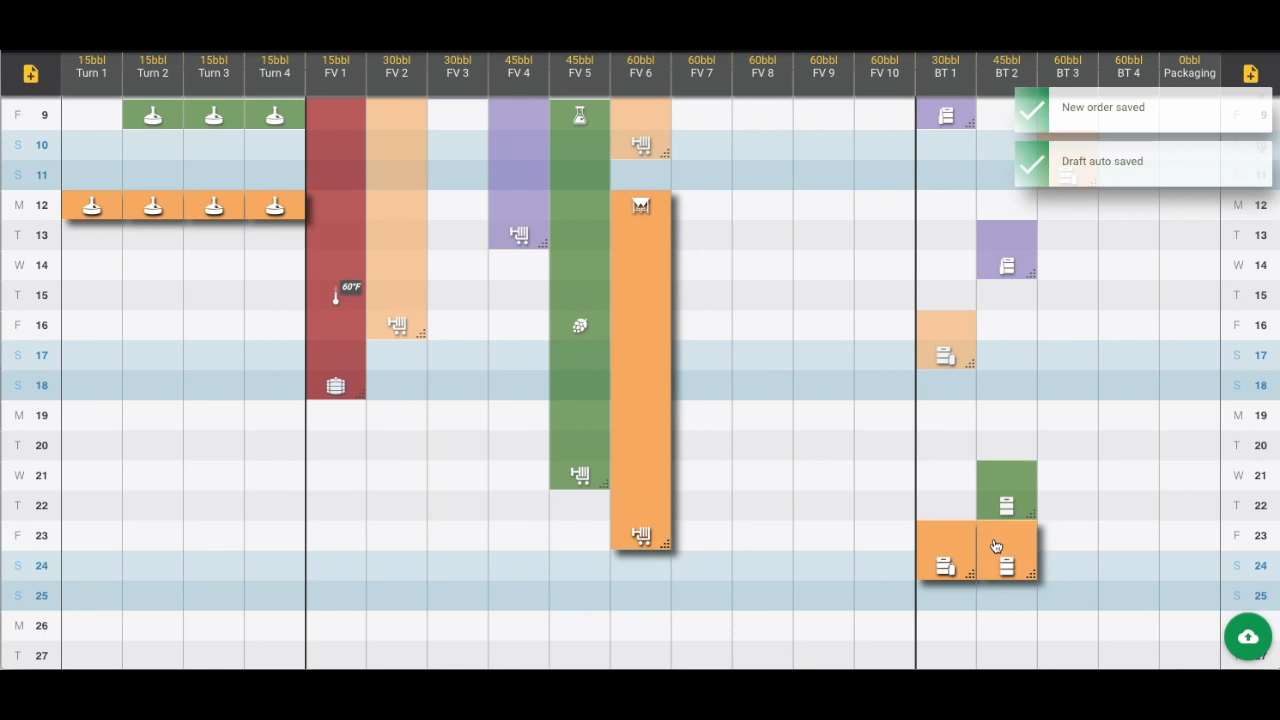 15bbl 15bbl 15bbl 15bbl 15bbl 30bbl 30bbl 45bbl 45bbl 60bbl 60bbl 60bbl 60bbl 60bbl 30bbl 45bbl 60bbl 60bbl 0bbl
Turn 1 Turn 2 Turn 3 Turn 4 FV 1 FV 2 FV 3 FV 4 FV 5 FV 6 FV 7 FV 8 FV 9 FV 10 BT 1 BT 2 BT 3 BT 4 Packaging
New order saved
F 9 F 9
S 10
Draft auto saved
S 11 S 11
M 12 M 12
T 13 T 13
W 14 W 14
60°F
T 15 T 15
F 16 F 16
S 17 S 17
S 18 S 18
M 19 M 19
T 20 T 20
W 21 W 21
T 22 T 22
F 23 F 23
S 24 S 24
S 25 S 25
M 26
T 27